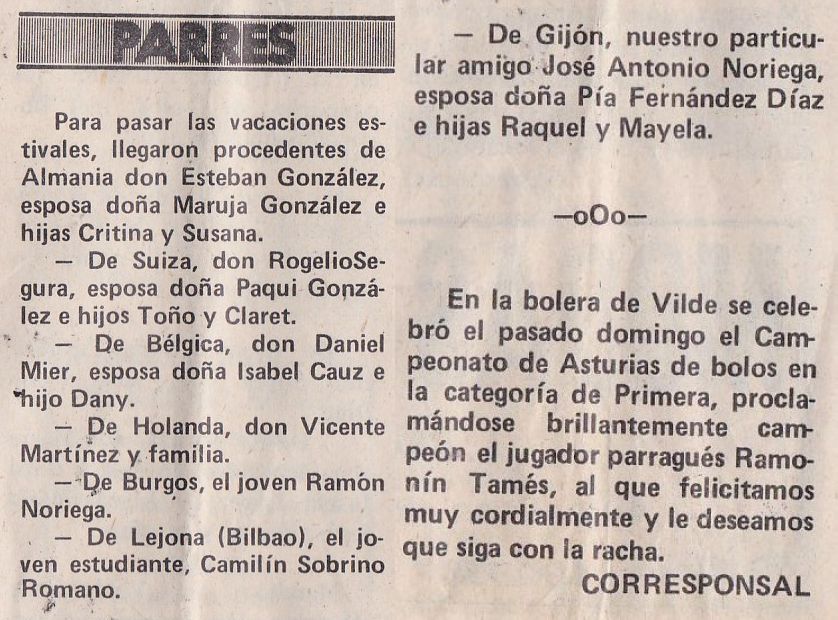 PARRES
Para pasar las vacaciones es-
tivales, llegaron procedentes de
Almania don Esteban González,
esposa doña Maruja González e
hijas Critina y Susana.
— De Suiza, don RogelioSe-
gura, esposa doña Paqui Gonzá-
lez e hijos Toño y Claret.
— De Bélgica, don Daniel
Mier, esposa doña Isabel Cauz e
hijo Dany.
— De Holanda, don Vicente
Martínez y familia.
— De Burgos, el joven Ramón
Noriega.
— De Lejona (Bilbao), el jo-
ven estudiante, Camilín Sobrino
Romano.
— De Gijón, nuestro particu-
lar amigo José Antonio Noriega,
esposa doña Pía Fernández Díaz
e hijas Raquel y Mayela.
—oOo—
En la bolera de Vilde se cele-
bró el pasado domingo el Cam-
peonato de Asturias de bolos en
la categoría de Primera, procla-
mándose brillantemente cam-
peón el jugador parragués Ramo-
nín Tamés, al que felicitamos
muy cordialmente y le deseamos
que siga con la racha.
CORRESPONSAL